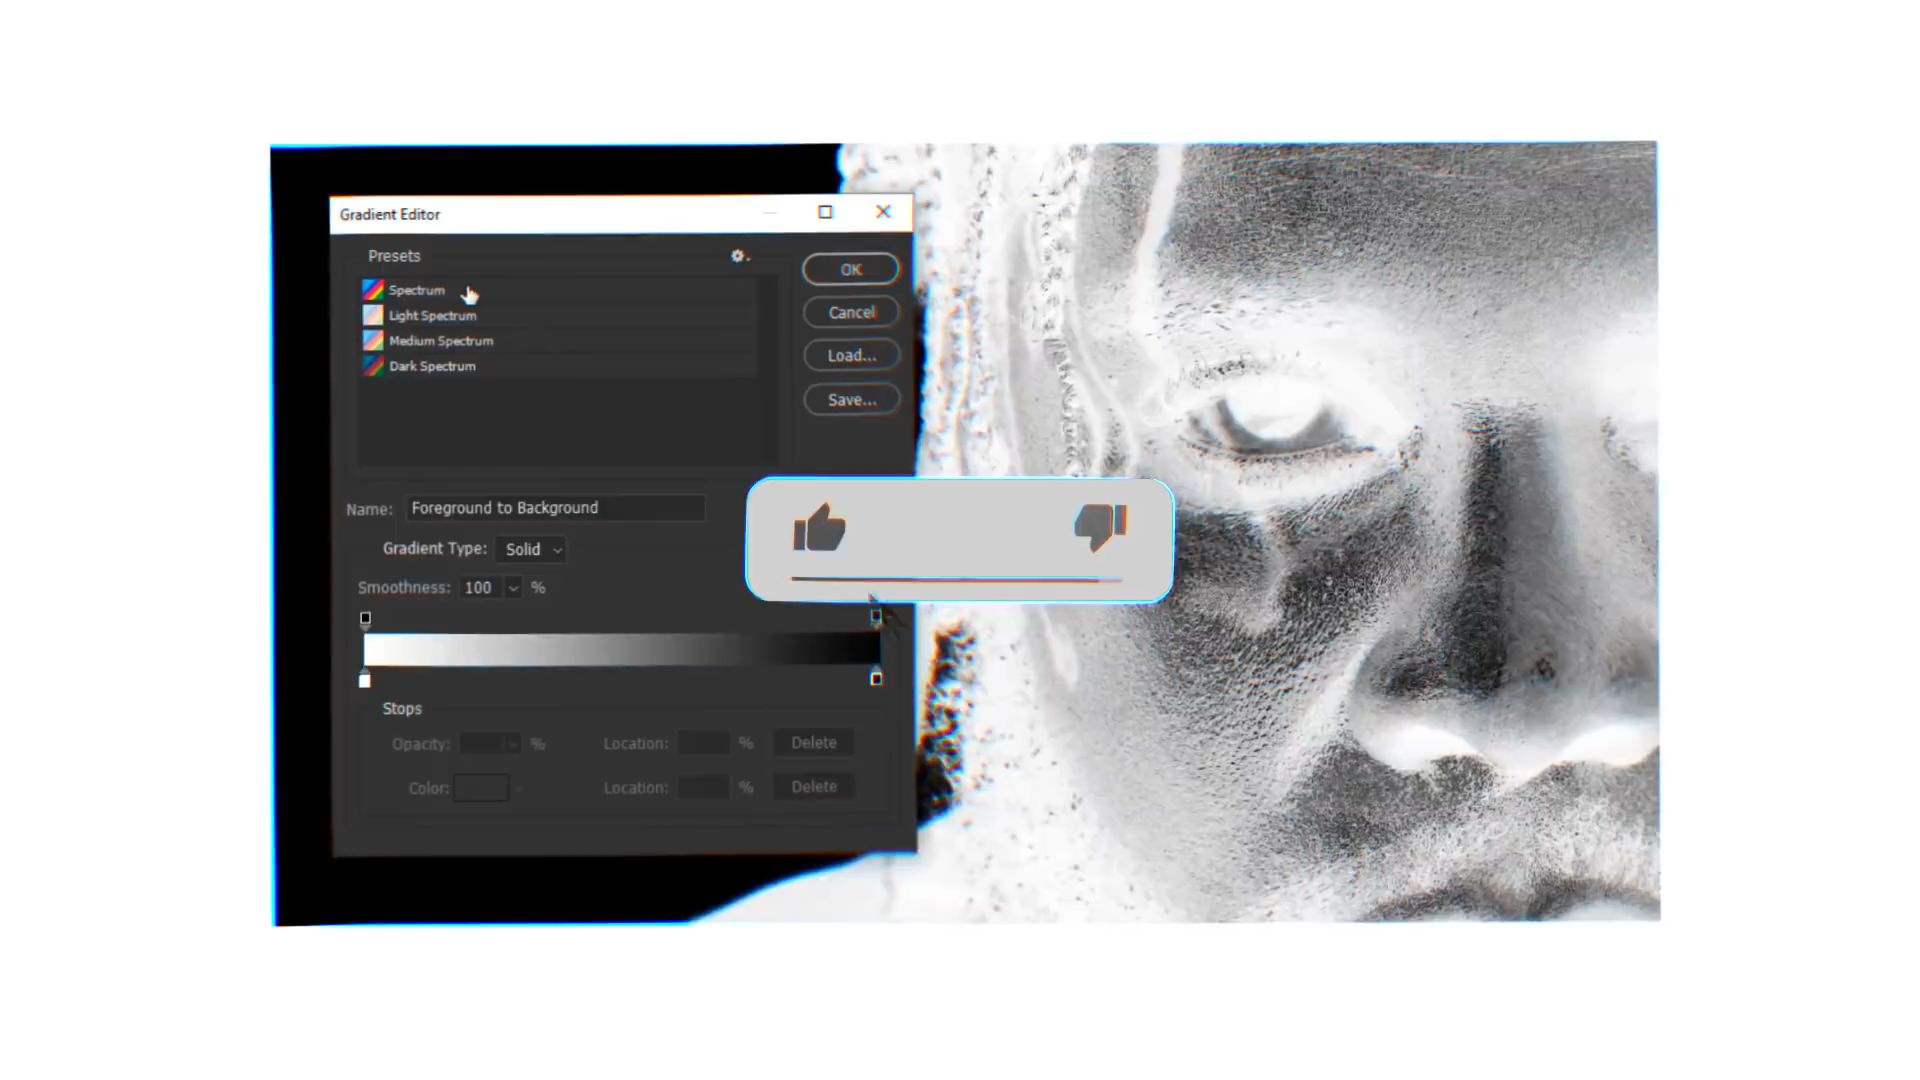 Gradient Editor
Presets
Spectrum
Light Spectrum
Medium Spectrum
Dark Spectrum
OK
Cancel
Load...
Save...
Name: Foreground to Background
Gradient Type: Solid
Smoothness: 100 %
Stops
Opacity: % Location: % Delete
Color: Location: % Delete